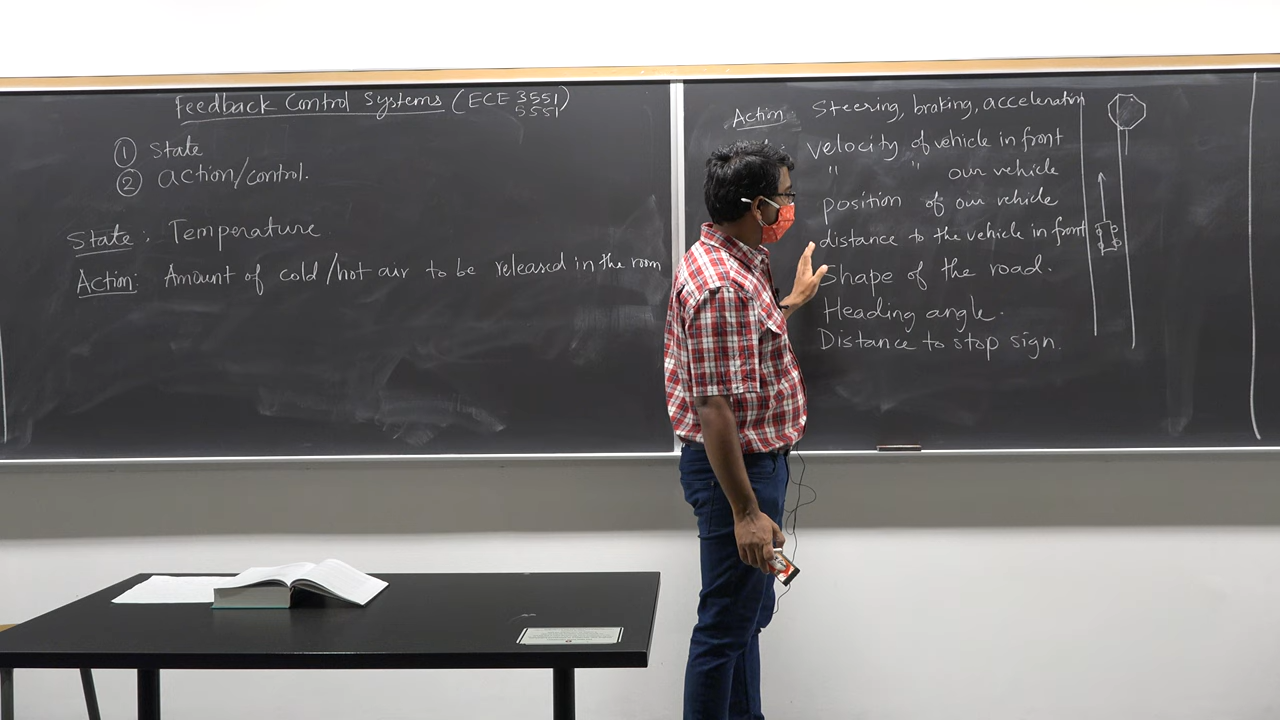 Feedback Control Systems (ECE 3551
5551)
① State
② action/control.
State: Temperature
Action: Amount of cold/hot air to be released in the room
Action Steering, braking, acceleration
velocity of vehicle in front
" " our vehicle
position of our vehicle
distance to the vehicle in front
Shape of the road.
Heading angle.
Distance to stop sign.